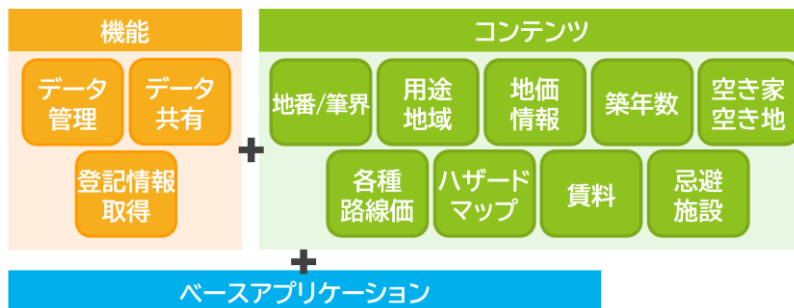 機能
データ
管理
データ
共有
登記情報
取得
+
コンテンツ
地番/筆界
用途
地域
地価
情報
築年数
空き家
空き地
各種
路線価
ハザード
マップ
賃料
忌避
施設
+
ベースアプリケーション